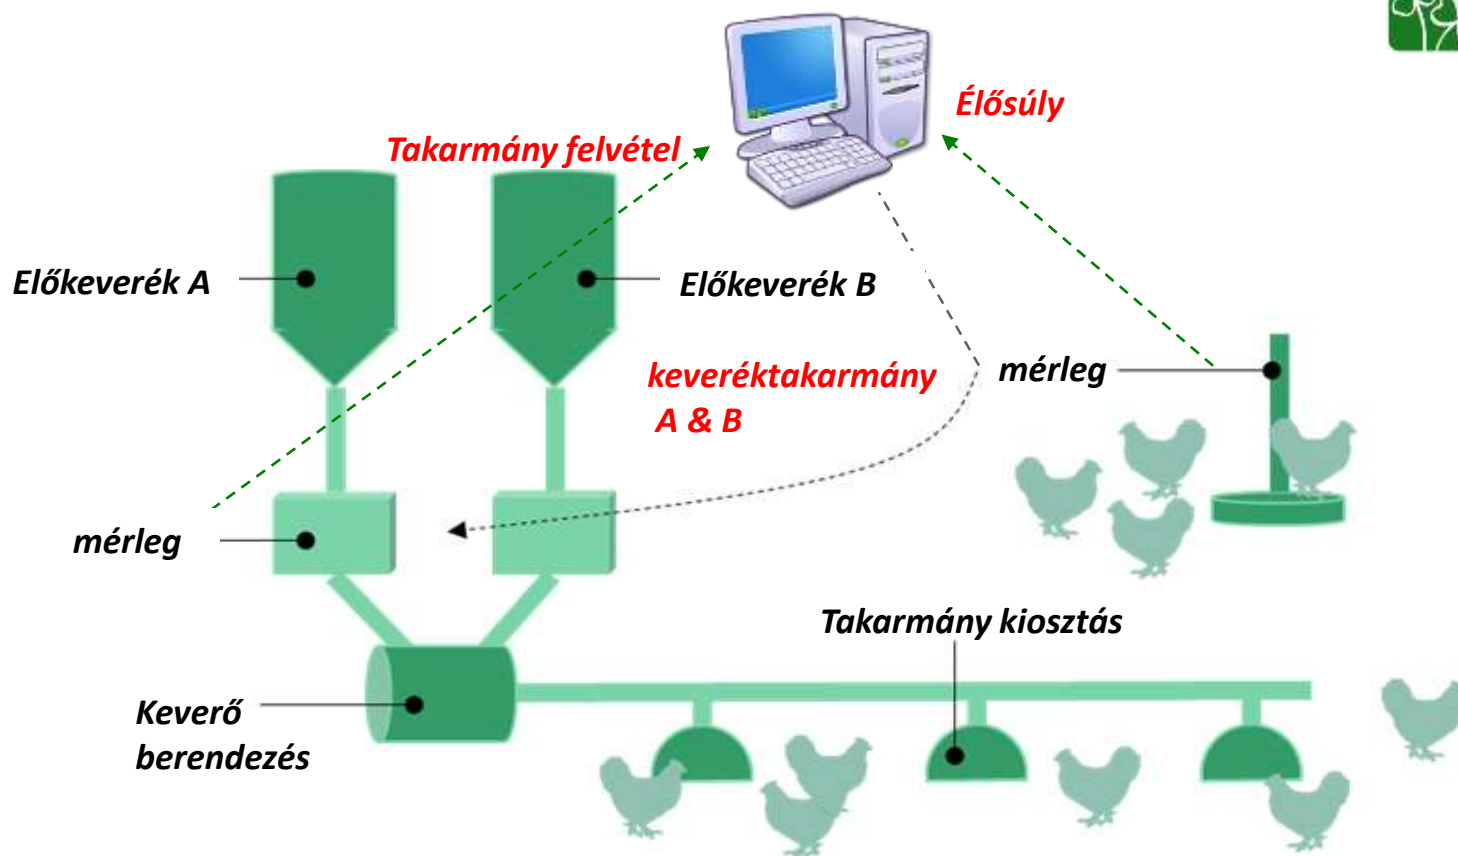 Élősúly
Takarmány felvétel
Előkeverék A
Előkeverék B
keveréktakarmány
A & B
mérleg
mérleg
Takarmány kiosztás
Keverő
berendezés